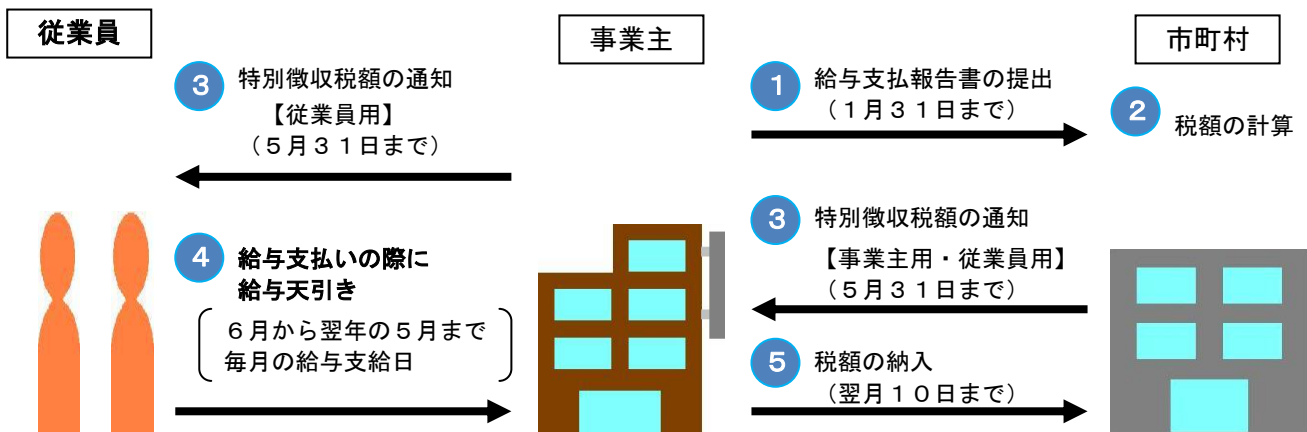 従業員
事業主
市町村
③ 特別徴収税額の通知
【従業員用】
（５月３１日まで）
① 給与支払報告書の提出
（１月３１日まで）
② 税額の計算
④ 給与支払いの際に
給与天引き
６月から翌年の５月まで
毎月の給与支給日
③ 特別徴収税額の通知
【事業主用・従業員用】
（５月３１日まで）
⑤ 税額の納入
（翌月１０日まで）